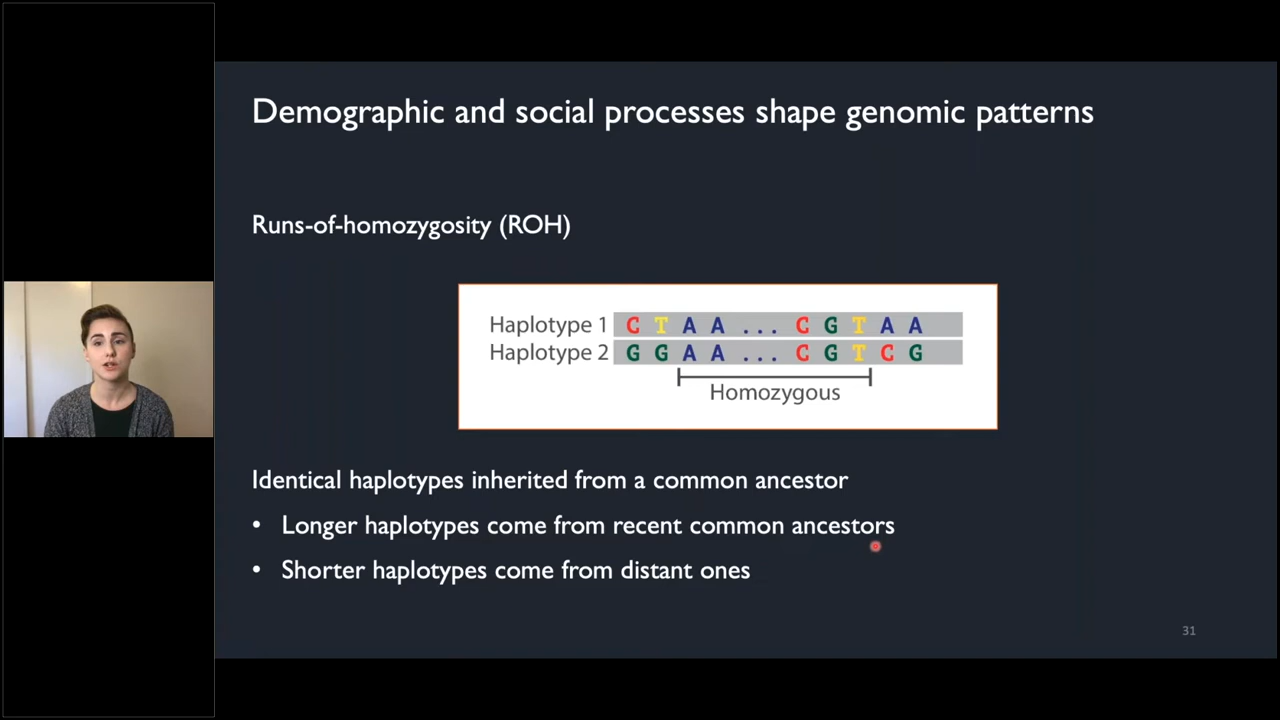 Demographic and social processes shape genomic patterns
Runs-of-homozygosity (ROH)
Haplotype 1 C T A A ... C G T A A
Haplotype 2 G G A A ... C G T C G
Homozygous
Identical haplotypes inherited from a common ancestor
• Longer haplotypes come from recent common ancestors
• Shorter haplotypes come from distant ones
31